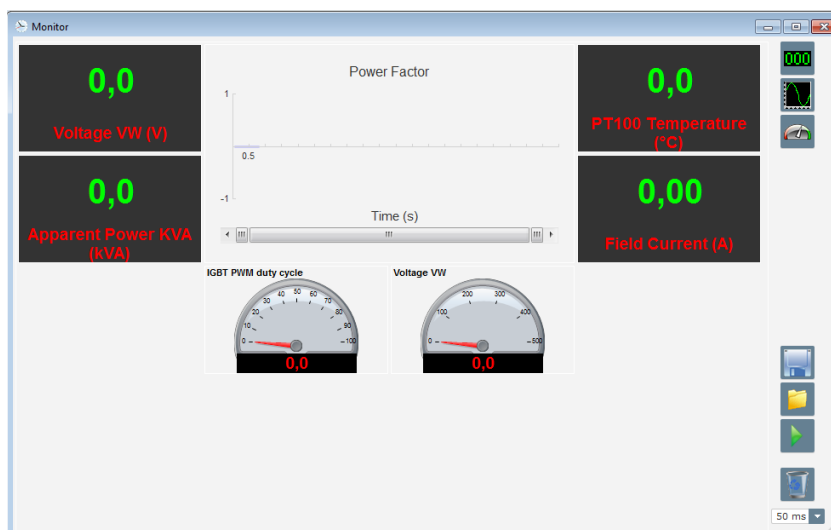 Monitor
0,0
Voltage VW (V)
0,0
Apparent Power KVA
(kVA)
Power Factor
1
0.5
-1
Time (s)
0,0
PT100 Temperature
(°C)
0,00
Field Current (A)
IGBT PWM duty cycle
0
10
20
30
40
50
60
70
80
90
100
0,0
Voltage VW
0
100
200
300
400
500
0,0
000
50 ms